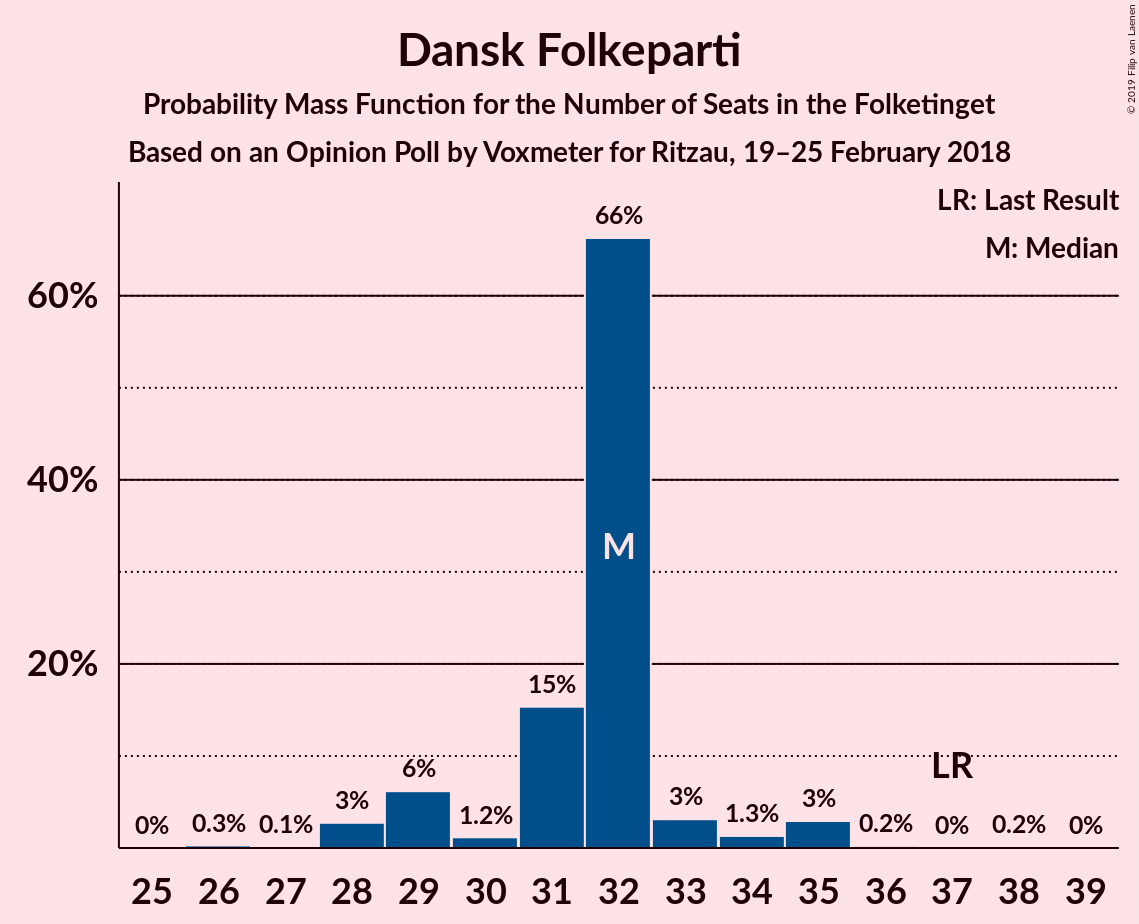 Dansk Folkeparti
Probability Mass Function for the Number of Seats in the Folketinget
Based on an Opinion Poll by Voxmeter for Ritzau, 19–25 February 2018
© 2019 Filip van Laenen
LR: Last Result
M: Median
60%
40%
20%
0%
0.3%
0.1%
3%
6%
1.2%
15%
66%
M
3%
1.3%
3%
0.2%
LR
0%
0.2%
0%
25 26 27 28 29 30 31 32 33 34 35 36 37 38 39